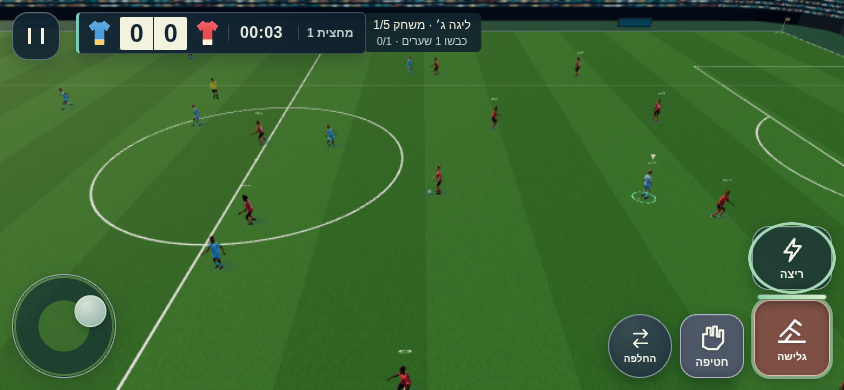 0 0
00:03
מחצית 1
ליגה ג׳ · משחק 1/5
כבשו 1 שערים · 0/1
ריצה
גלישה
חטיפה
החלפה